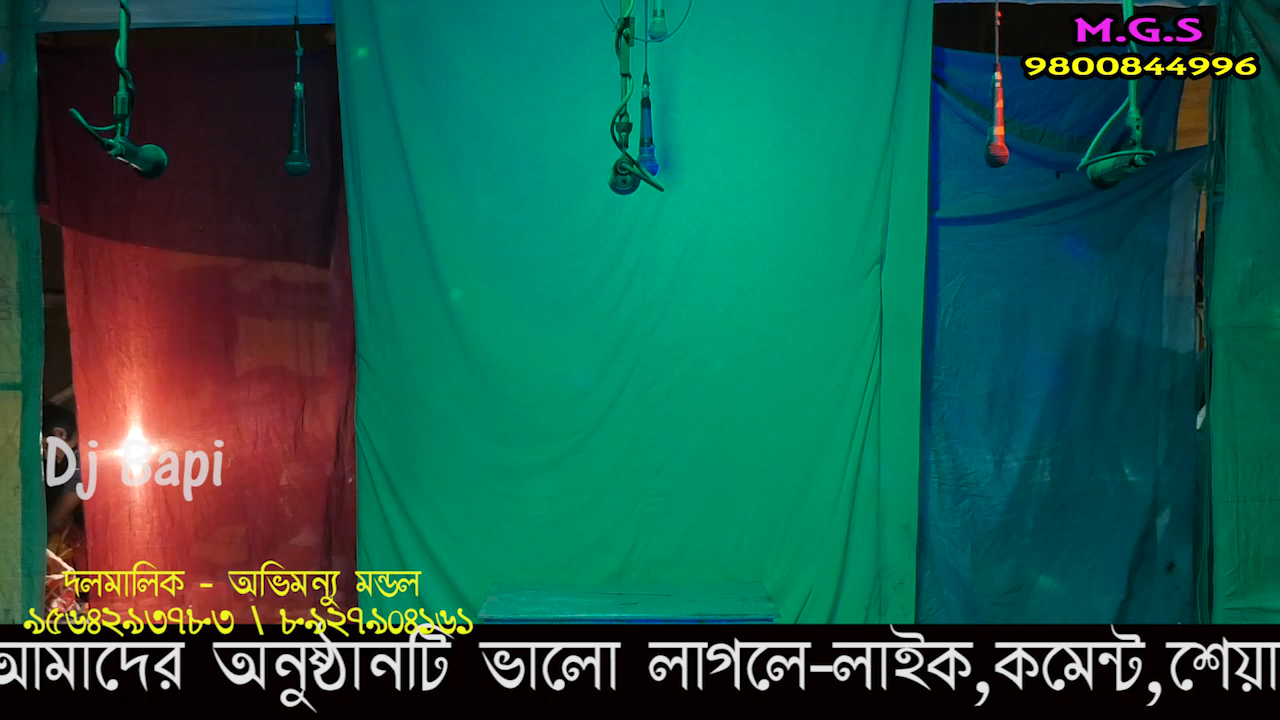 M.G.S
9800844996
Dj Bapi
দলমালিক - অভিমন্যু মন্ডল
৯৫৬৪২৯৩৭৮৩ \ ৮৯২৭৯০৪১৬১
আমাদের অনুষ্ঠানটি ভালো লাগলে-লাইক,কমেন্ট,শেয়া